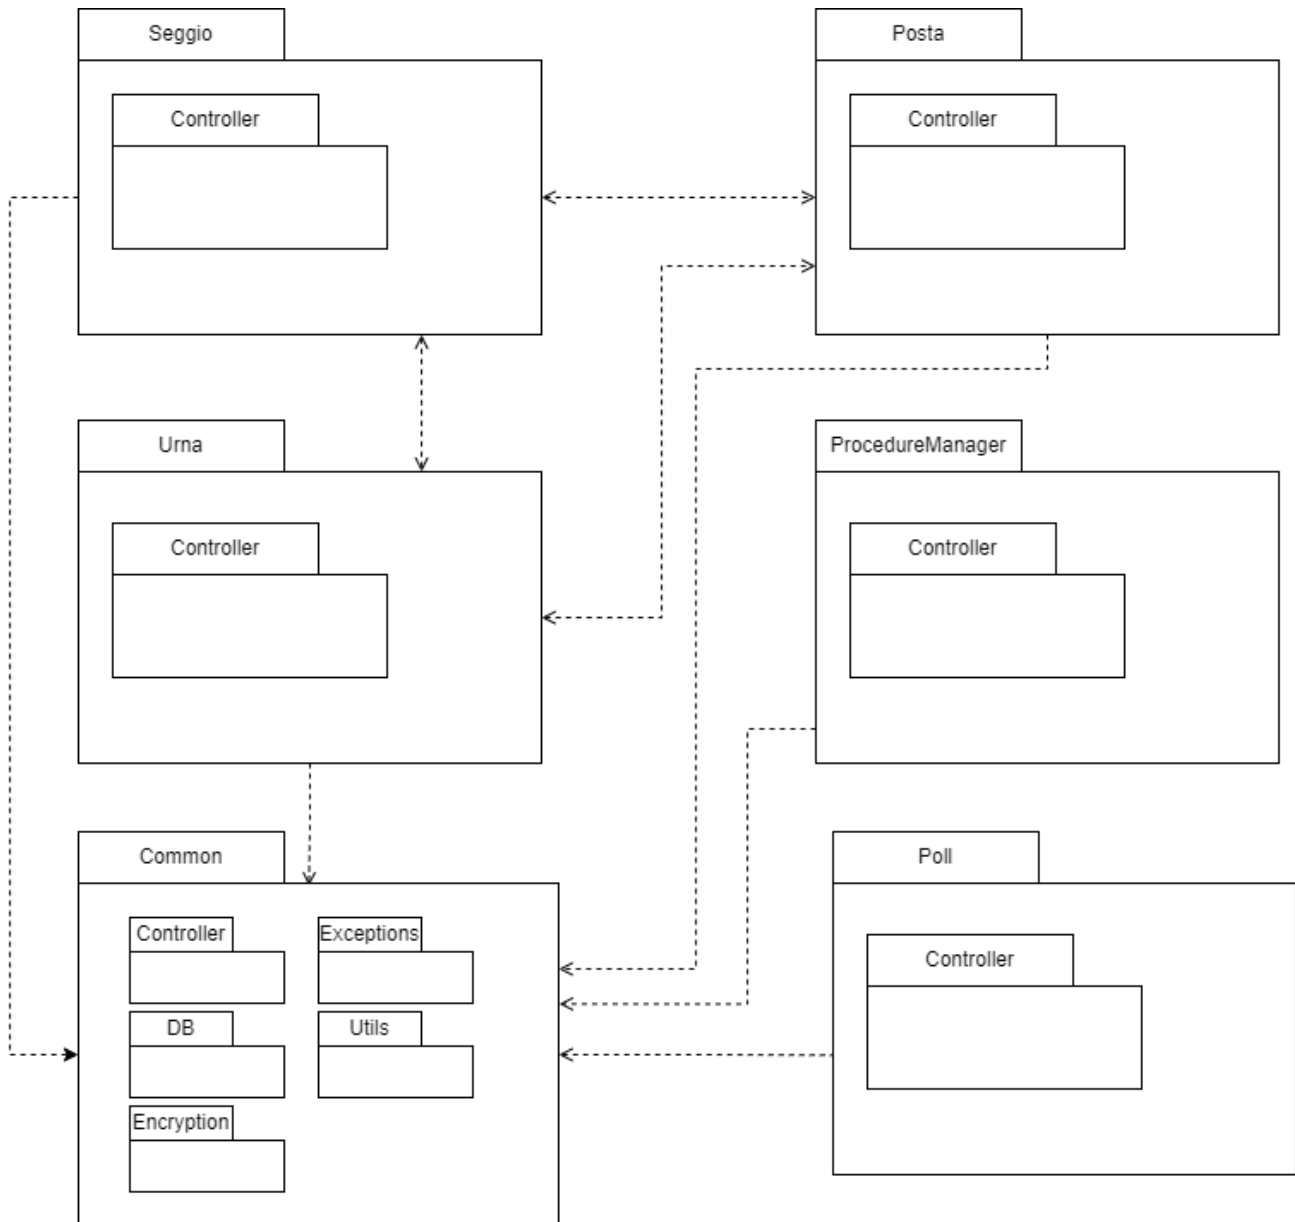 Seggio
Controller
Posta
Controller
Urna
Controller
ProcedureManager
Controller
Common
Controller
Exceptions
DB
Utils
Encryption
Poll
Controller